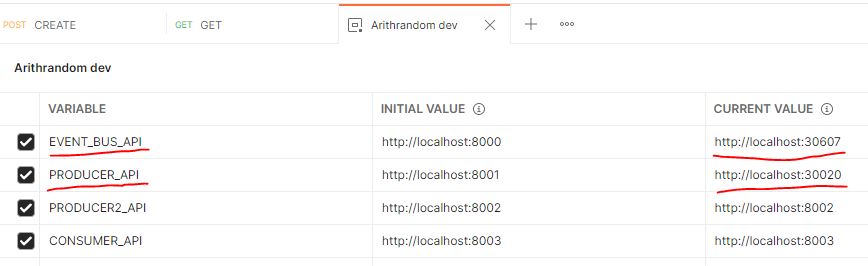 POST CREATE GET GET Arithrandom dev
Arithrandom dev
VARIABLE INITIAL VALUE CURRENT VALUE
EVENT_BUS_API http://localhost:8000 http://localhost:30607
PRODUCER_API http://localhost:8001 http://localhost:30020
PRODUCER2_API http://localhost:8002 http://localhost:8002
CONSUMER_API http://localhost:8003 http://localhost:8003